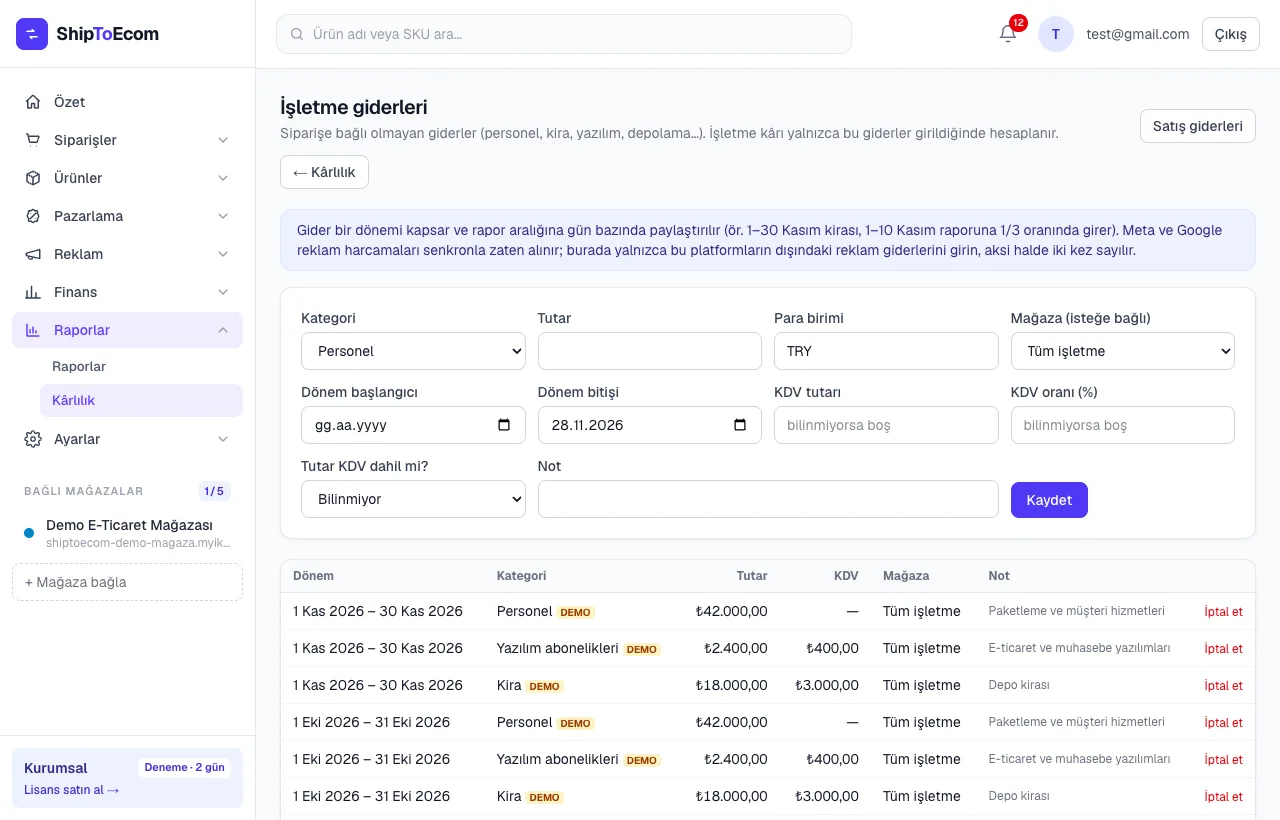 ShipToEcom
Ürün adı veya SKU ara...
12
T
test@gmail.com
Çıkış
Özet
Siparişler
Ürünler
Pazarlama
Reklam
Finans
Raporlar
Raporlar
Kârlılık
Ayarlar
BAĞLI MAĞAZALAR
1/5
Demo E-Ticaret Mağazası
shiptoecom-demo-magaza.myik...
+ Mağaza bağla
Kurumsal
Deneme · 2 gün
Lisans satın al →
İşletme giderleri
Siparişe bağlı olmayan giderler (personel, kira, yazılım, depolama...). İşletme kârı yalnızca bu giderler girildiğinde hesaplanır.
Satış giderleri
← Kârlılık
Gider bir dönemi kapsar ve rapor aralığına gün bazında paylaştırılır (ör. 1–30 Kasım kirası, 1–10 Kasım raporuna 1/3 oranında girer). Meta ve Google
reklam harcamaları senkronla zaten alınır; burada yalnızca bu platformların dışındaki reklam giderlerini girin, aksi halde iki kez sayılır.
Kategori
Tutar
Para birimi
Mağaza (isteğe bağlı)
Personel
TRY
Tüm işletme
Dönem başlangıcı
Dönem bitişi
KDV tutarı
KDV oranı (%)
gg.aa.yyyy
28.11.2026
bilinmiyorsa boş
bilinmiyorsa boş
Tutar KDV dahil mi?
Not
Bilinmiyor
Kaydet
Dönem Kategori Tutar KDV Mağaza Not
1 Kas 2026 – 30 Kas 2026 Personel DEMO ₺42.000,00 — Tüm işletme Paketleme ve müşteri hizmetleri İptal et
1 Kas 2026 – 30 Kas 2026 Yazılım abonelikleri DEMO ₺2.400,00 ₺400,00 Tüm işletme E-ticaret ve muhasebe yazılımları İptal et
1 Kas 2026 – 30 Kas 2026 Kira DEMO ₺18.000,00 ₺3.000,00 Tüm işletme Depo kirası İptal et
1 Eki 2026 – 31 Eki 2026 Personel DEMO ₺42.000,00 — Tüm işletme Paketleme ve müşteri hizmetleri İptal et
1 Eki 2026 – 31 Eki 2026 Yazılım abonelikleri DEMO ₺2.400,00 ₺400,00 Tüm işletme E-ticaret ve muhasebe yazılımları İptal et
1 Eki 2026 – 31 Eki 2026 Kira DEMO ₺18.000,00 ₺3.000,00 Tüm işletme Depo kirası İptal et